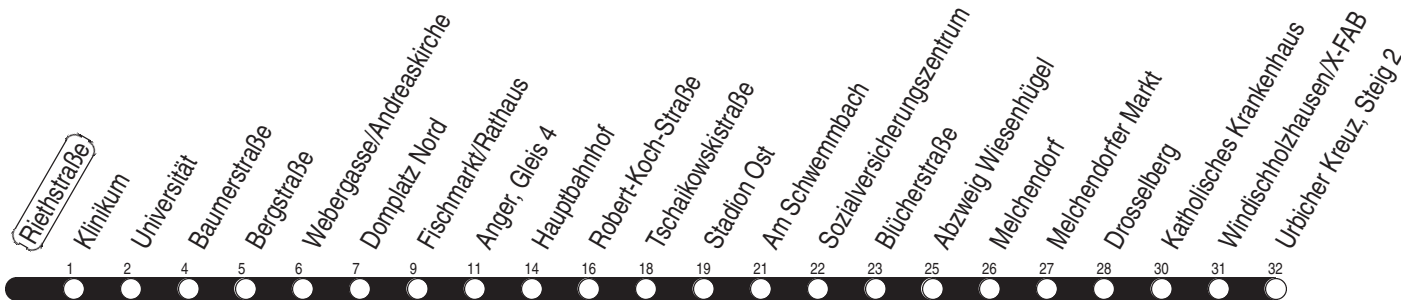 Riethstraße
Klinikum
Universität
Baumerstraße
Bergstraße
Webergasse/Andreaskirche
Domplatz Nord
Fischmarkt/Rathaus
Anger, Gleis 4
Hauptbahnhof
Robert-Koch-Straße
Tschaikowskistraße
Stadion Ost
Am Schwemmbach
Sozialversicherungszentrum
Blücherstraße
Abzweig Wiesenhügel
Melchendorf
Melchendorfer Markt
Drosselberg
Katholisches Krankenhaus
Windischholzhausen/X-FAB
Urbicher Kreuz, Steig 2
1 2 4 5 6 7 9 11 14 16 18 19 21 22 23 25 26 27 28 30 31 32